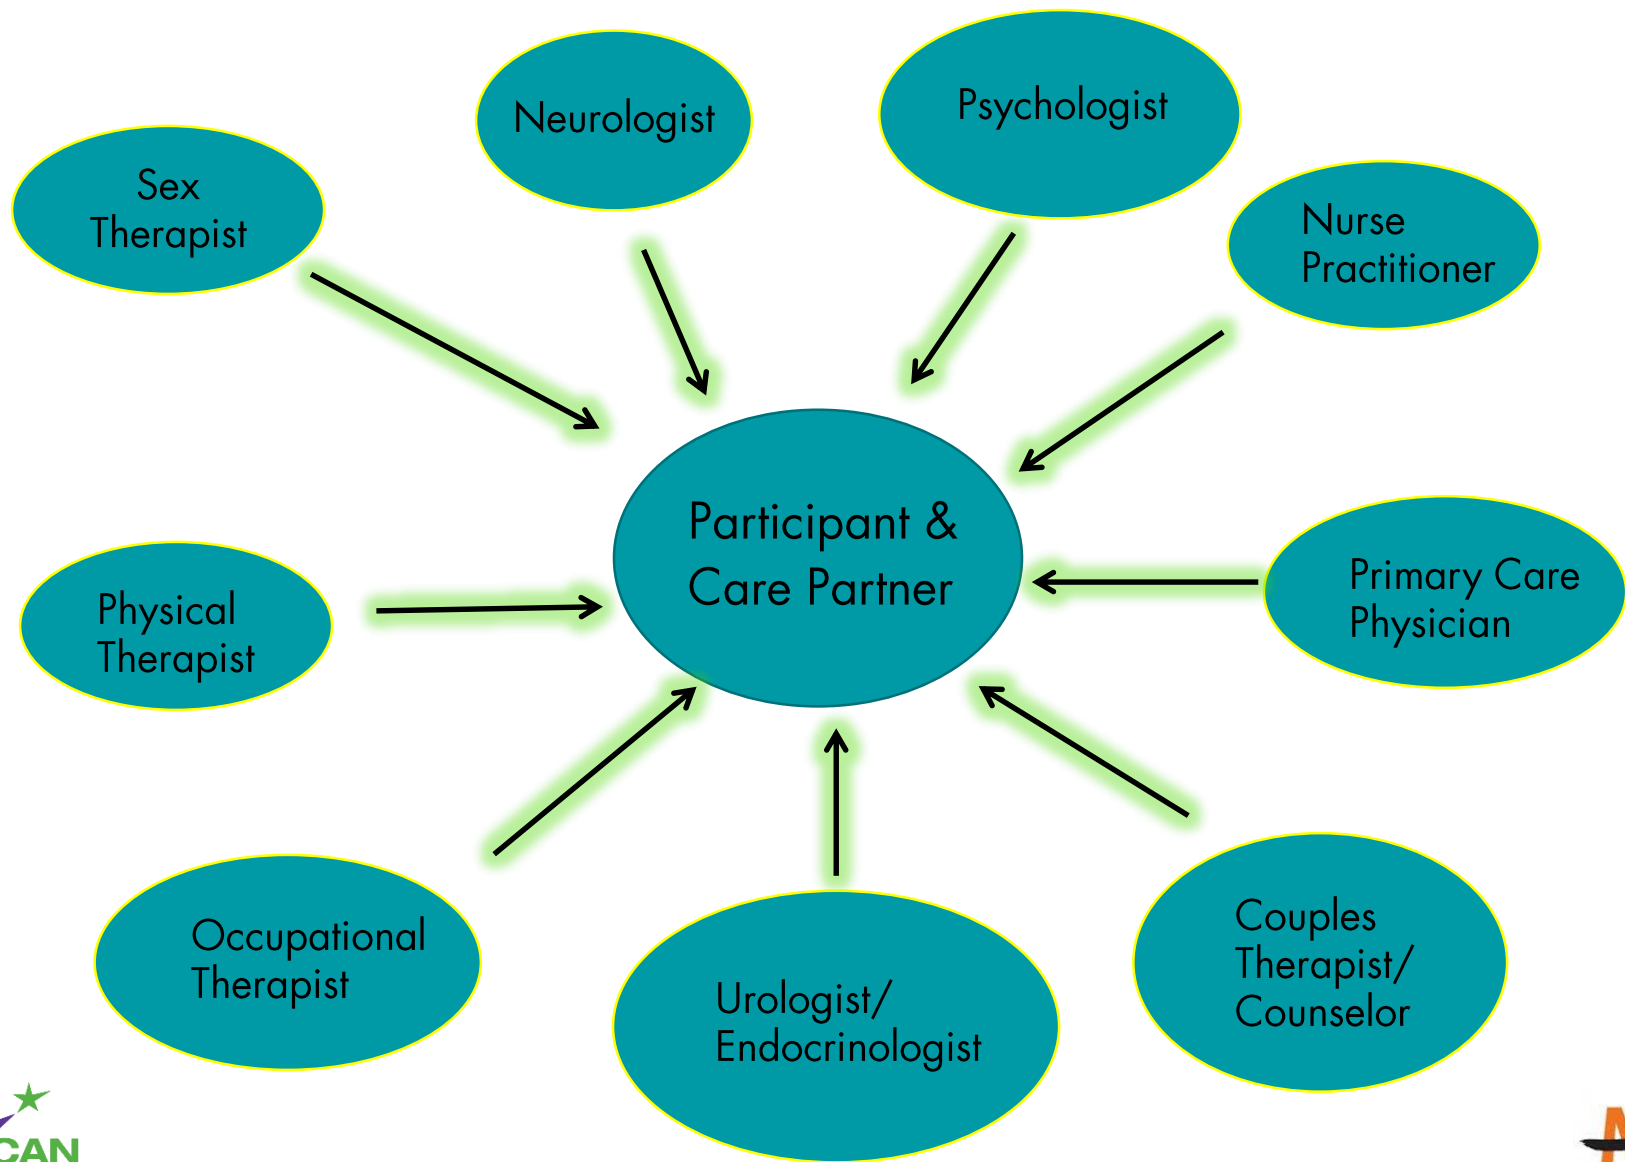 Neurologist
Psychologist
Sex
Therapist
Nurse
Practitioner
Participant &
Care Partner
Physical
Therapist
Primary Care
Physician
Occupational
Therapist
Urologist/
Endocrinologist
Couples
Therapist/
Counselor
CAN